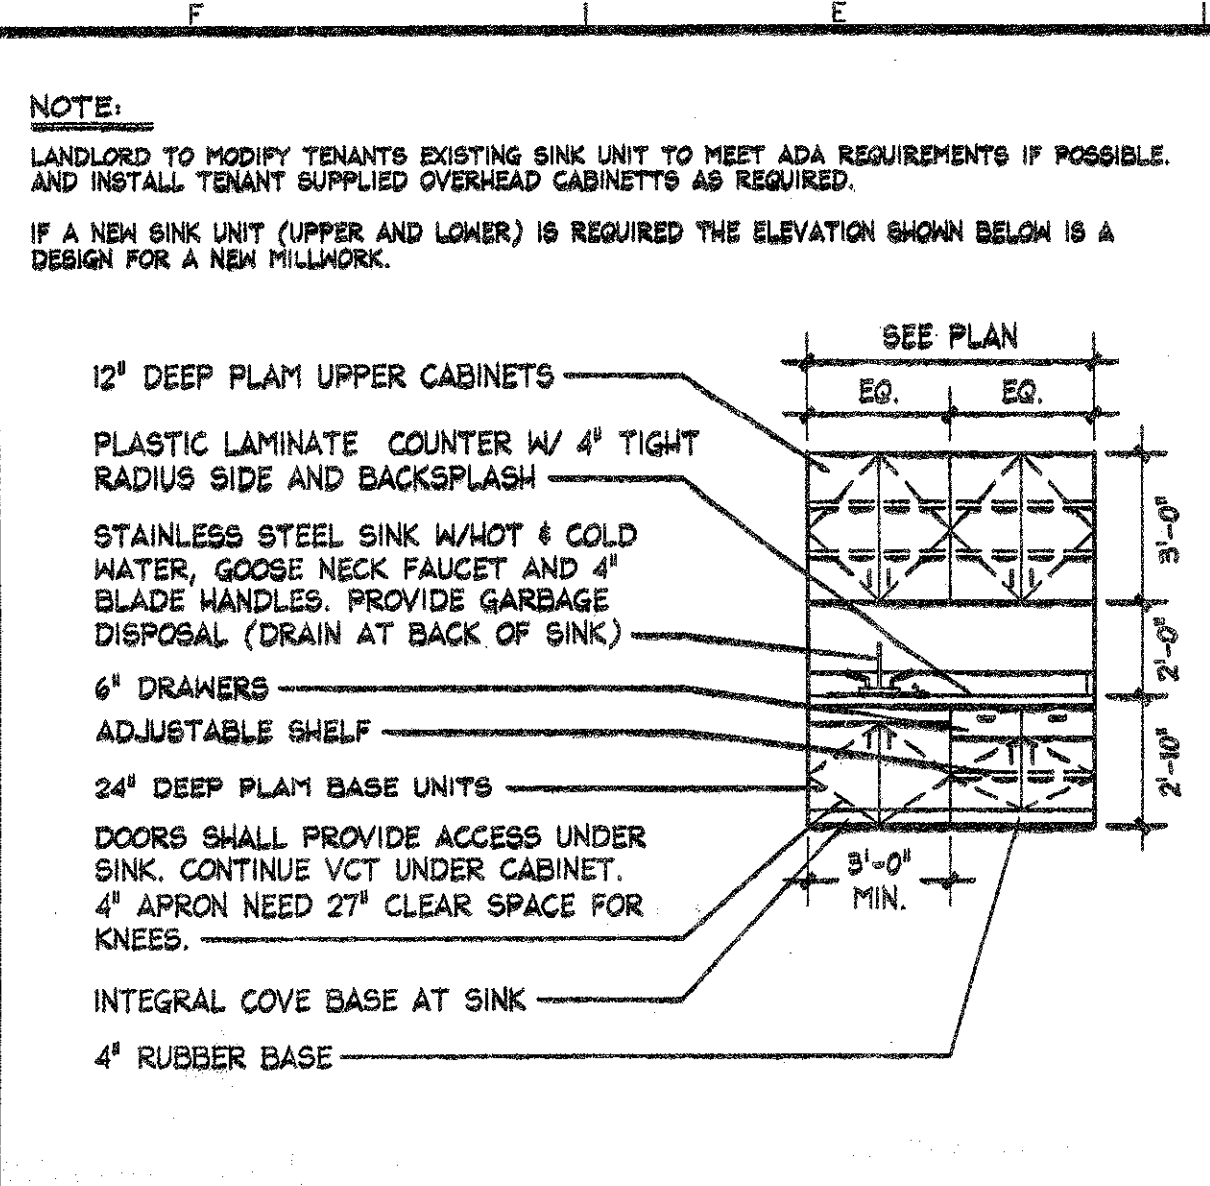 F
E
NOTE:
LANDLORD TO MODIFY TENANTS EXISTING SINK UNIT TO MEET ADA REQUIREMENTS IF POSSIBLE.
AND INSTALL TENANT SUPPLIED OVERHEAD CABINETTS AS REQUIRED.
IF A NEW SINK UNIT (UPPER AND LOWER) IS REQUIRED THE ELEVATION SHOWN BELOW IS A
DESIGN FOR A NEW MILLWORK.
SEE PLAN
EQ.
EQ.
12" DEEP PLAM UPPER CABINETS
PLASTIC LAMINATE COUNTER W/ 4" TIGHT
RADIUS SIDE AND BACKSPLASH
STAINLESS STEEL SINK W/HOT & COLD
WATER, GOOSE NECK FAUCET AND 4"
BLADE HANDLES. PROVIDE GARBAGE
DISPOSAL (DRAIN AT BACK OF SINK)
6" DRAWERS
ADJUSTABLE SHELF
24" DEEP PLAM BASE UNITS
DOORS SHALL PROVIDE ACCESS UNDER
SINK. CONTINUE VCT UNDER CABINET.
4" APRON NEED 27" CLEAR SPACE FOR
KNEES.
INTEGRAL COVE BASE AT SINK
4" RUBBER BASE
3'-0"
2'-0"
2'-10"
3'-0"
MIN.